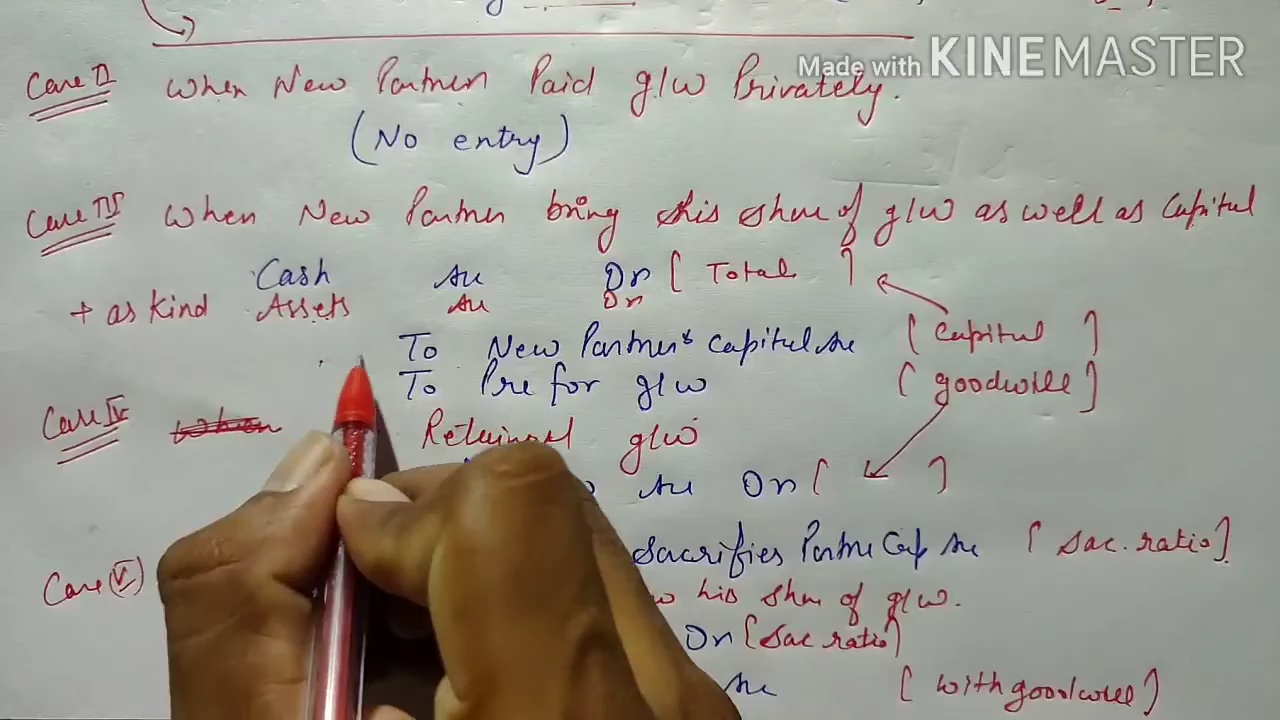 Made with KINEMASTER
Case II When New Partner Paid g/w Privately.
(No entry)
Case III When New Partner bring his share of g/w as well as Capital
Cash A/c Dr [ Total ]
+ as Kind Assets A/c Dr
To New Partner's Capital A/c [ Capital ]
To Pre for g/w [ goodwill ]
Case IV Retained g/w
A/c Dr [ ]
Sacrifies Partne Cap A/c [ Sac. ratio ]
Case V his share of g/w.
Dr [ Sac ratio ]
A/c [ with goodwill ]